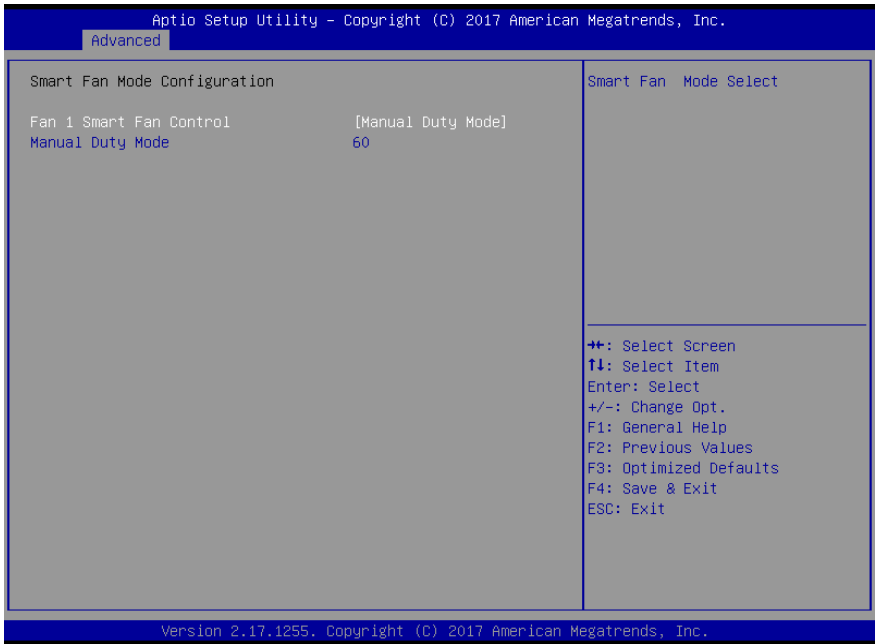 Aptio Setup Utility – Copyright (C) 2017 American Megatrends, Inc.
Advanced
Smart Fan Mode Configuration
Fan 1 Smart Fan Control [Manual Duty Mode]
Manual Duty Mode 60
Smart Fan  Mode Select
→←: Select Screen
↑↓: Select Item
Enter: Select
+/-: Change Opt.
F1: General Help
F2: Previous Values
F3: Optimized Defaults
F4: Save & Exit
ESC: Exit
Version 2.17.1255. Copyright (C) 2017 American Megatrends, Inc.